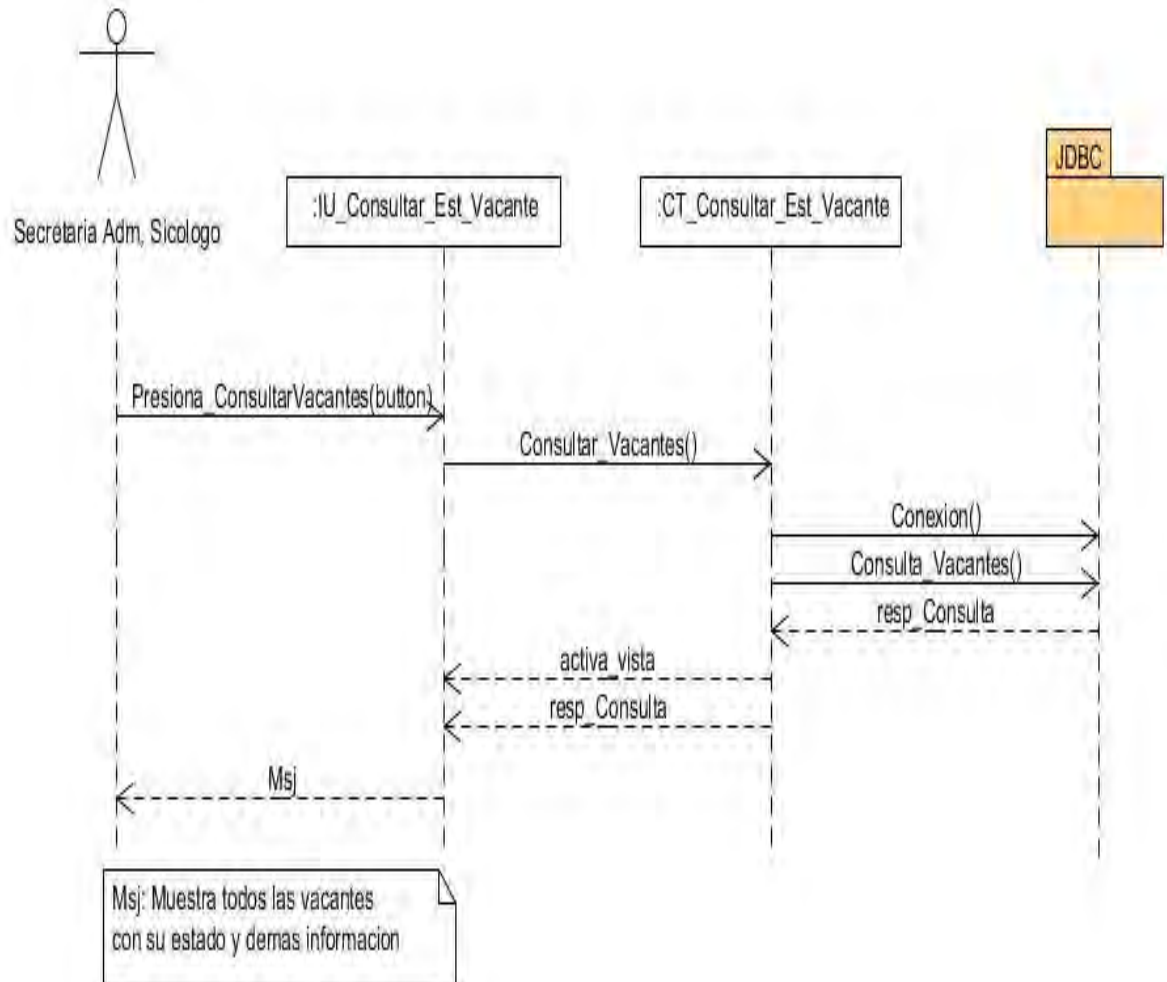 JDBC
:IU_Consultar_Est_Vacante
:CT_Consultar_Est_Vacante
Secretaria Adm, Sicologo
Presiona_ConsultarVacantes(button)
Consultar_Vacantes()
Conexion()
Consulta_Vacantes()
resp_Consulta
activa_vista
resp_Consulta
Msj
Msj: Muestra todos las vacantes
con su estado y demas informacion